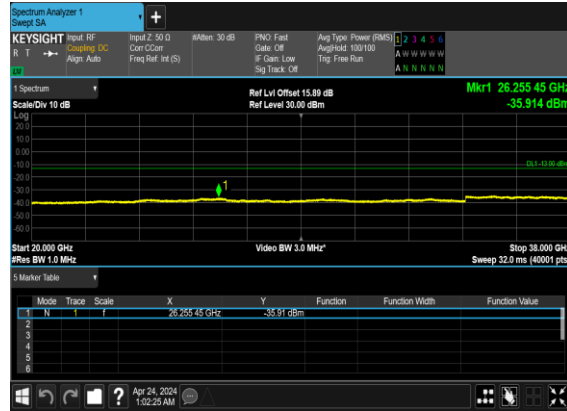 Spectrum Analyzer 1
Swept SA
+
KEYSIGHT Input: RF Input Z: 50 Ω #Atten: 30 dB PNO: Fast Avg Type: Power (RMS) 1 2 3 4 5 6
R T Coupling: DC Corr CCorr Gate: Off Avg|Hold: 100/100 A W W W W W
Align: Auto Freq Ref: Int (S) IF Gain: Low Trig: Free Run
Sig Track: Off A N N N N N
1 Spectrum Ref Lvl Offset 15.89 dB Mkr1 26.255 45 GHz
Scale/Div 10 dB Ref Level 30.00 dBm -35.914 dBm
Log
20.0
10.0
0.00
-10.0
DL1 -13.00 dBm
-20.0
1
-30.0
-40.0
-50.0
-60.0
Start 20.000 GHz Video BW 3.0 MHz* Stop 38.000 GHz
#Res BW 1.0 MHz Sweep 32.0 ms (40001 pts)
5 Marker Table
Mode Trace Scale X Y Function Function Width Function Value
1 N 1 f 26.255 45 GHz -35.91 dBm
2
3
4
5
6
? Apr 24, 2024
1:02:25 AM